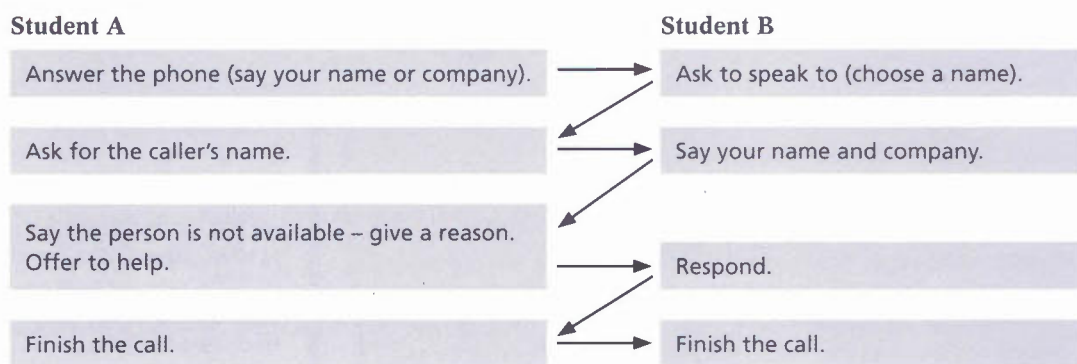 Student A
Student B
Answer the phone (say your name or company).
Ask to speak to (choose a name).
Ask for the caller's name.
Say your name and company.
Say the person is not available – give a reason.
Offer to help.
Respond.
Finish the call.
Finish the call.